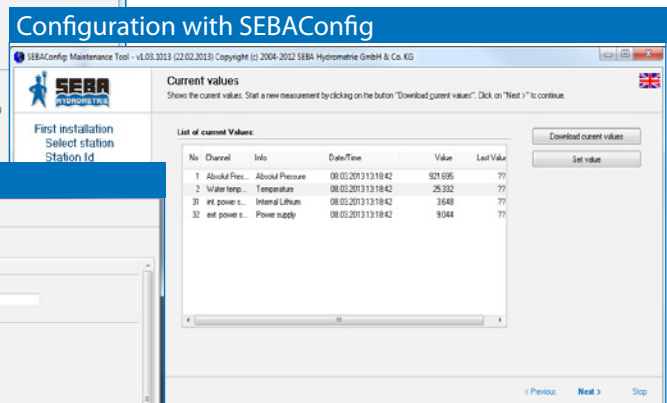 Configuration with SEBAConfig
SEBAConfig: Maintenance Tool - v1.03.1013 (22.02.2013) Copyright (c) 2004-2012 SEBA Hydrometrie GmbH & Co. KG
SEBA
HYDROMETRIE
Current values
Shows the current values. Start a new measurement by clicking on the button "Download current values". Click on "Next >" to continue.
First installation
Select station
Station Id
List of current Values:
Download current values
Set value
No Channel Info Date/Time Value Last Valu
1 Absolut Pres... Absolut Pressure 08.03.2013 13:18:42 921.695 ??
2 Water temp... Temperature 08.03.2013 13:18:42 25.332 ??
31 int. power s... Internal Lithium 08.03.2013 13:18:42 3.648 ??
32 ext. power s... Power supply 08.03.2013 13:18:42 9.044 ??
< Previous Next > Stop